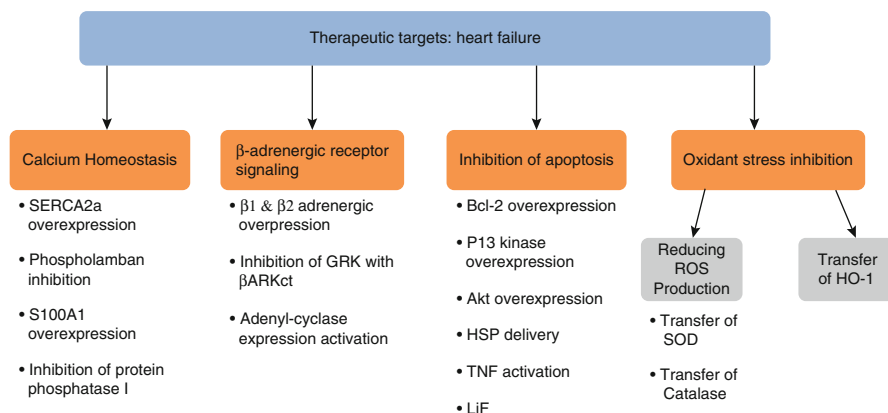 Therapeutic targets: heart failure
Calcium Homeostasis
• SERCA2a
overexpression
• Phospholamban
inhibition
• S100A1
overexpression
• Inhibition of protein
phosphatase I
β-adrenergic receptor
signaling
• β1 & β2 adrenergic
overpression
• Inhibition of GRK with
βARKct
• Adenyl-cyclase
expression activation
Inhibition of apoptosis
• Bcl-2 overexpression
• P13 kinase
overexpression
• Akt overexpression
• HSP delivery
• TNF activation
• LiF
Oxidant stress inhibition
Reducing
ROS
Production
• Transfer of
SOD
• Transfer of
Catalase
Transfer
of HO-1